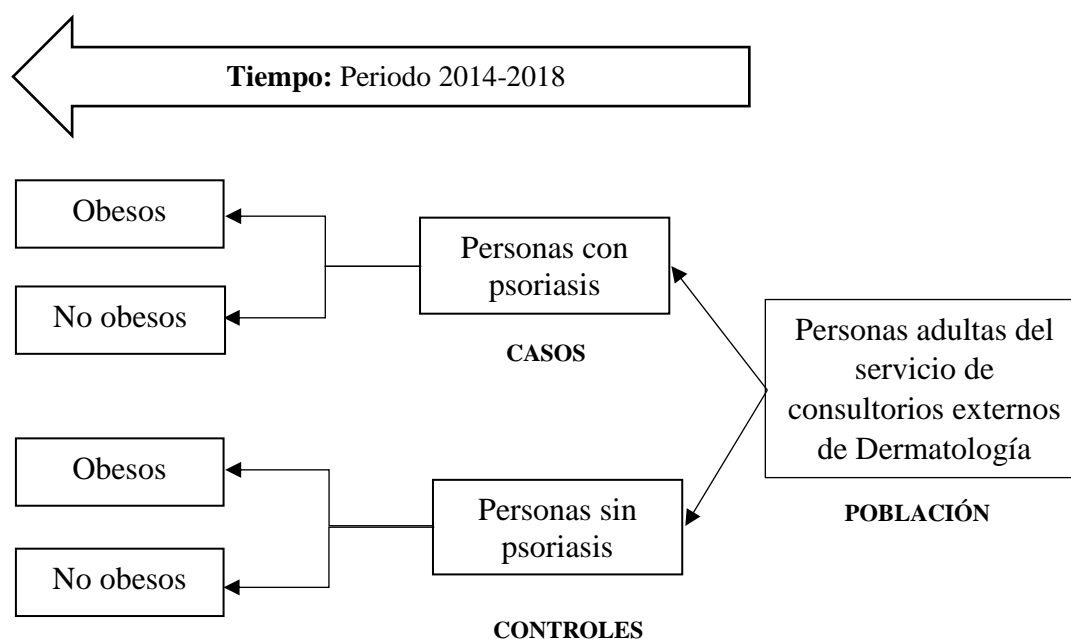 Tiempo: Periodo 2014-2018
Obesos
No obesos
Personas con
psoriasis
CASOS
Personas adultas del
servicio de
consultorios externos
de Dermatología
POBLACIÓN
Obesos
No obesos
Personas sin
psoriasis
CONTROLES